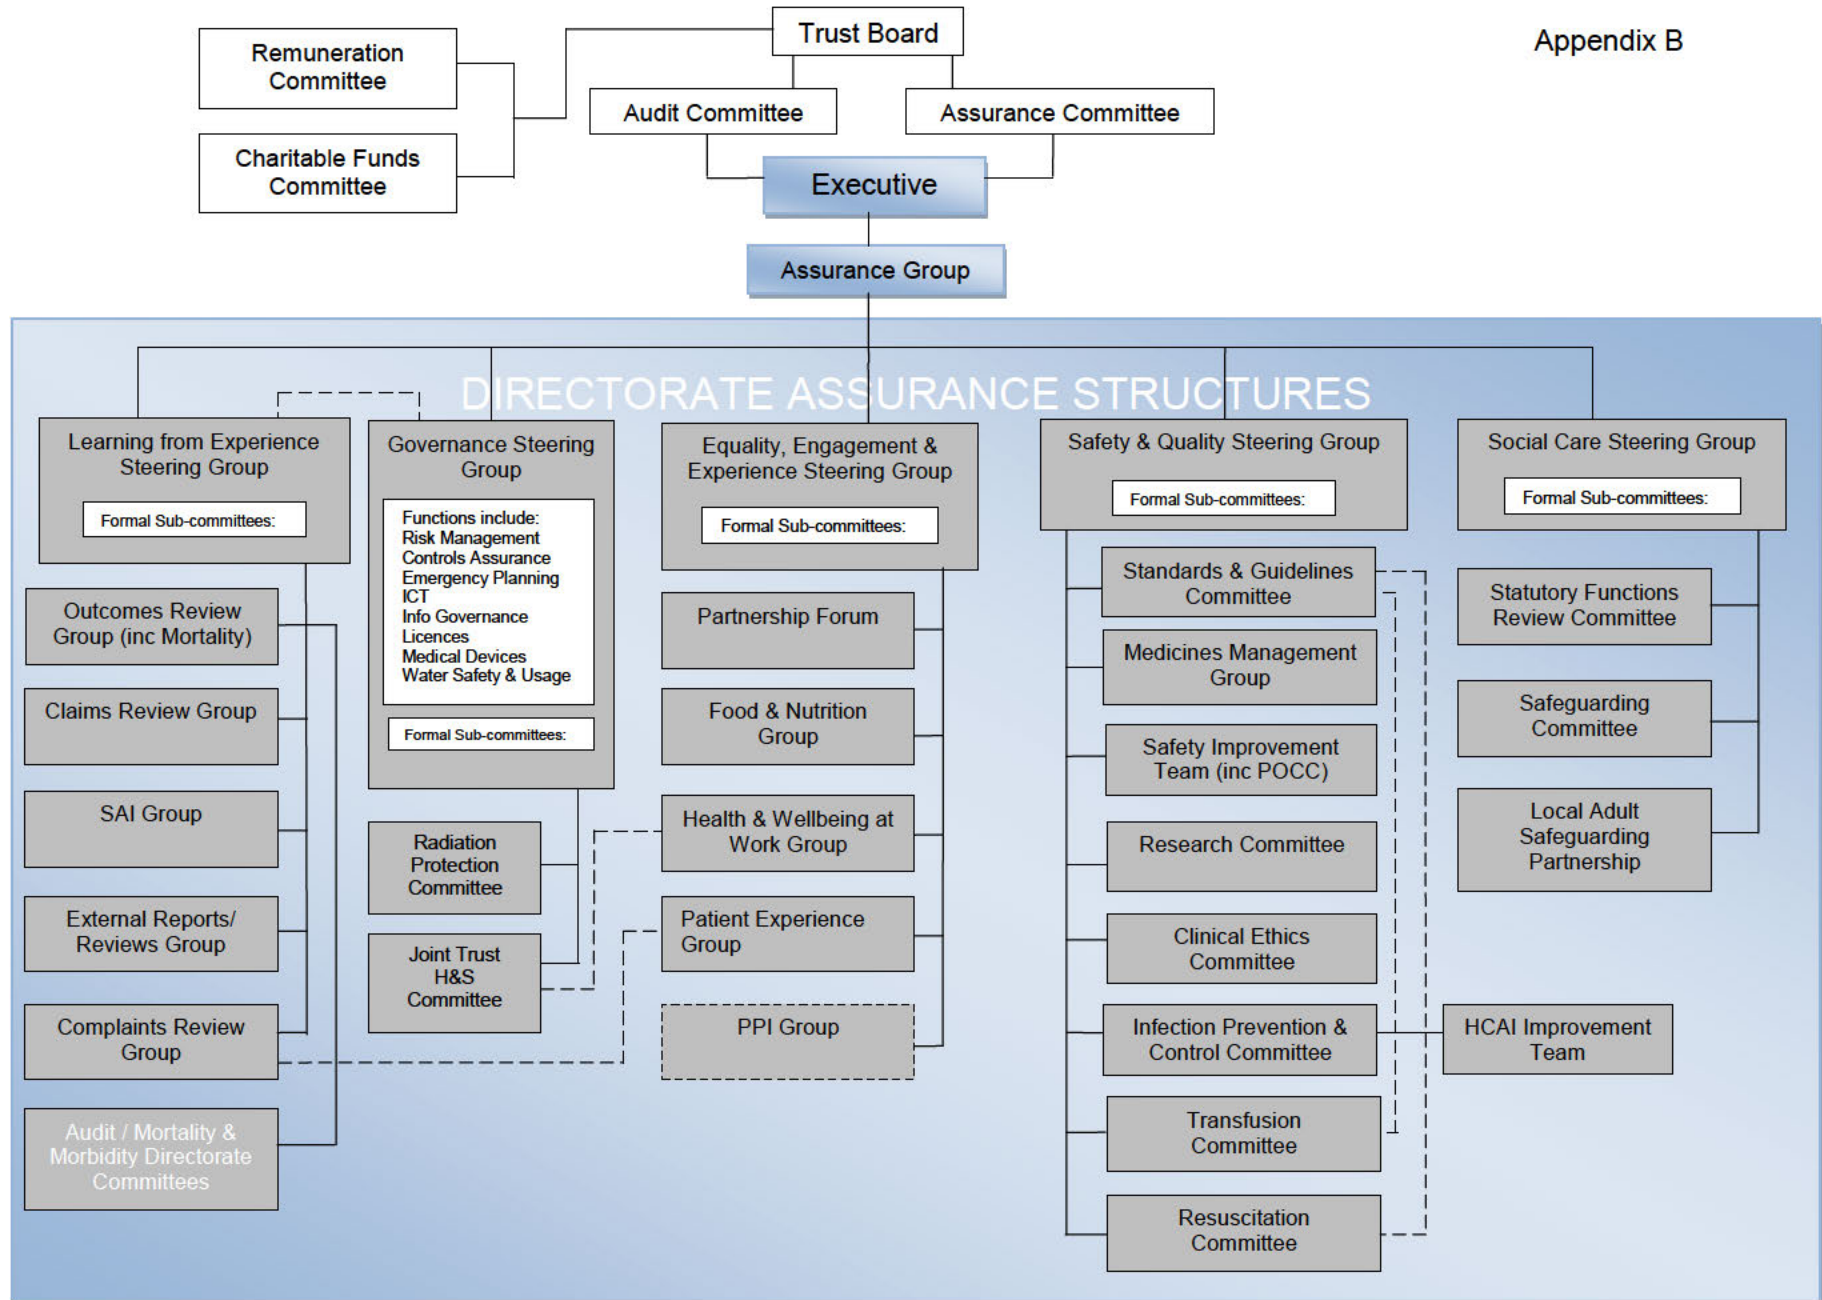 Appendix B
Trust Board
Remuneration
Committee
Charitable Funds
Committee
Audit Committee
Assurance Committee
Executive
Assurance Group
DIRECTORATE ASSURANCE STRUCTURES
Learning from Experience
Steering Group
Formal Sub-committees:
Outcomes Review
Group (inc Mortality)
Claims Review Group
SAI Group
External Reports/
Reviews Group
Complaints Review
Group
Audit / Mortality &
Morbidity Directorate
Committees
Governance Steering
Group
Functions include:
Risk Management
Controls Assurance
Emergency Planning
ICT
Info Governance
Licences
Medical Devices
Water Safety & Usage
Formal Sub-committees:
Radiation
Protection
Committee
Joint Trust
H&S
Committee
Equality, Engagement &
Experience Steering Group
Formal Sub-committees:
Partnership Forum
Food & Nutrition
Group
Health & Wellbeing at
Work Group
Patient Experience
Group
PPI Group
Safety & Quality Steering Group
Formal Sub-committees:
Standards & Guidelines
Committee
Medicines Management
Group
Safety Improvement
Team (inc POCC)
Research Committee
Clinical Ethics
Committee
Infection Prevention &
Control Committee
HCAI Improvement
Team
Transfusion
Committee
Resuscitation
Committee
Social Care Steering Group
Formal Sub-committees:
Statutory Functions
Review Committee
Safeguarding
Committee
Local Adult
Safeguarding
Partnership